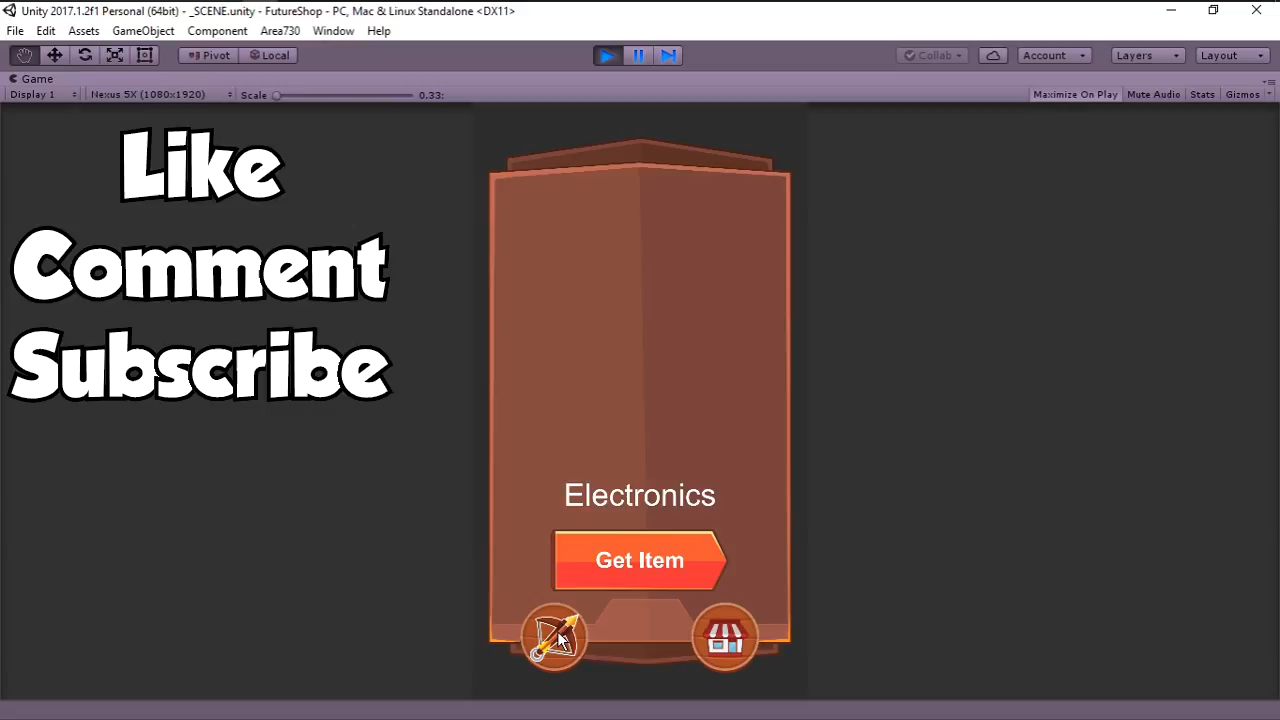 Unity 2017.1.2f1 Personal (64bit) - _SCENE.unity - FutureShop - PC, Mac & Linux Standalone <DX11>
File Edit Assets GameObject Component Area730 Window Help
Pivot Local Collab Account Layers Layout
Game
Display 1 Nexus 5X (1080x1920) Scale 0.33: Maximize On Play Mute Audio Stats Gizmos
Like
Comment
Subscribe
Electronics
Get Item